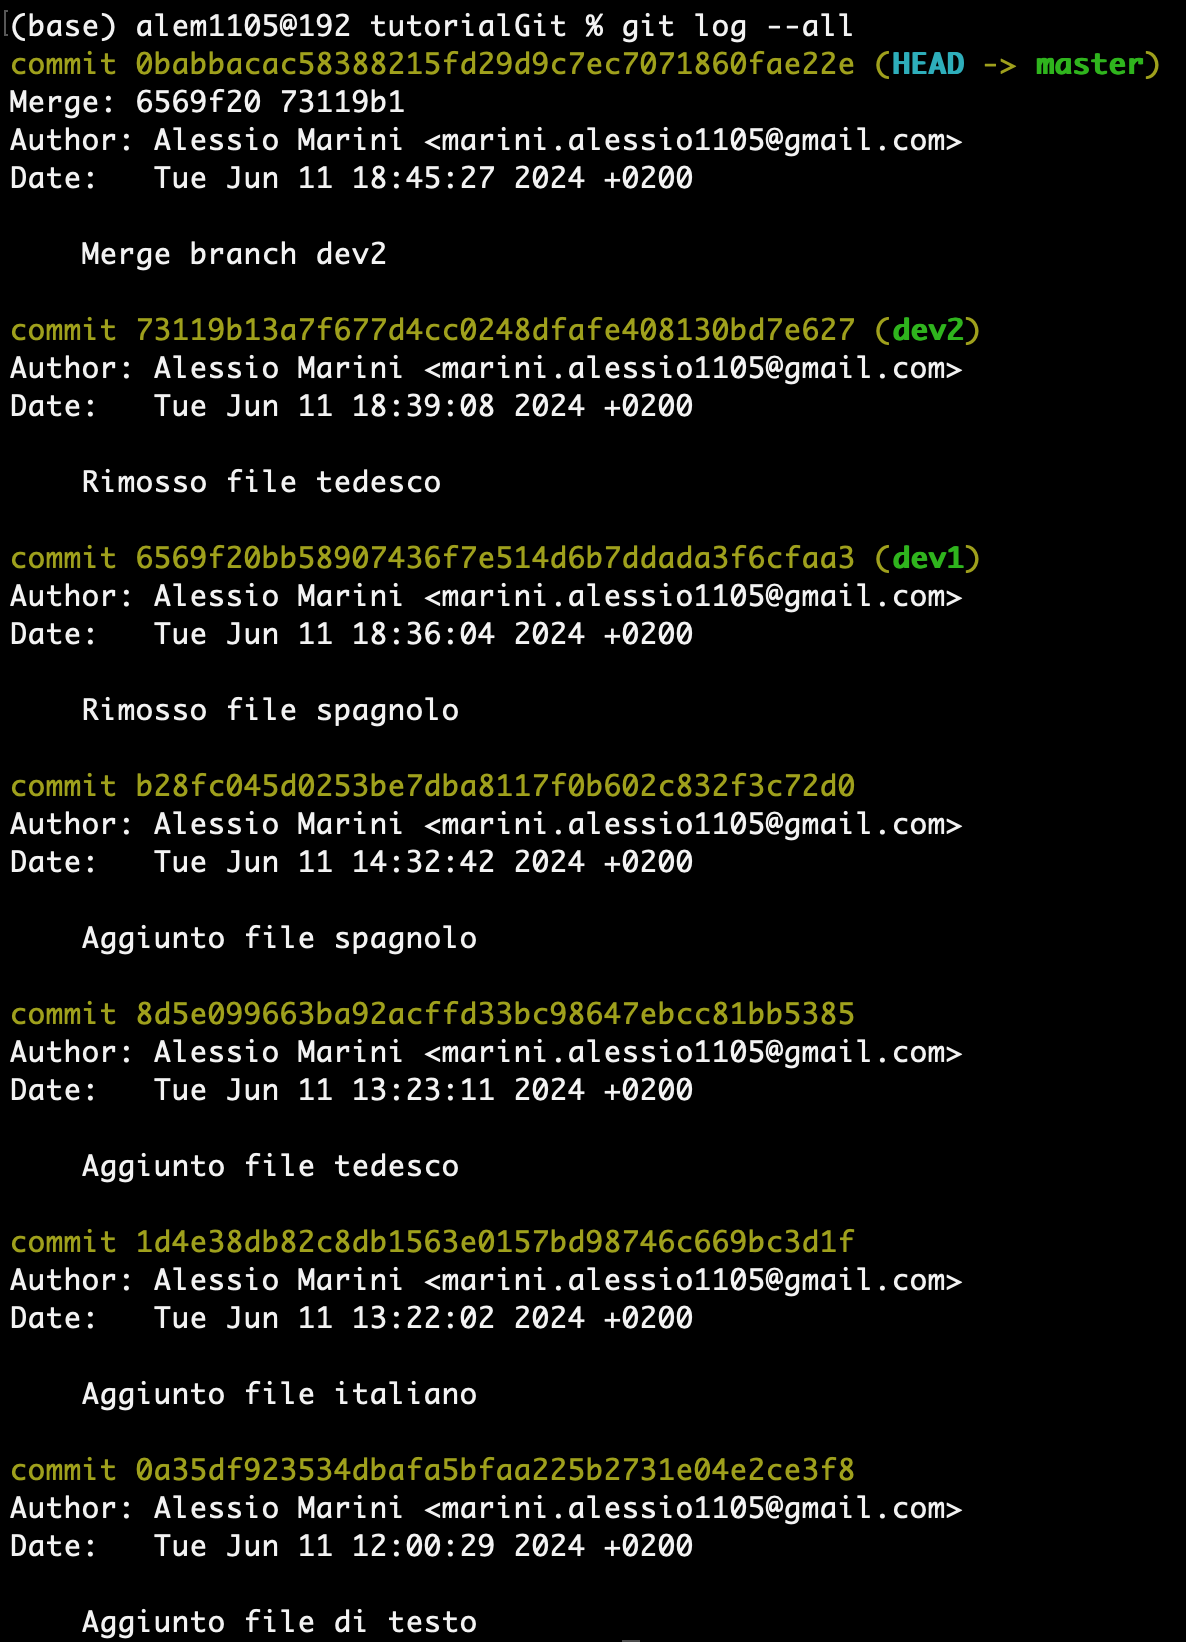 (base) alem1105@192 tutorialGit % git log --all
commit 0babbacac58388215fd29d9c7ec7071860fae22e (HEAD -> master)
Merge: 6569f20 73119b1
Author: Alessio Marini <marini.alessio1105@gmail.com>
Date:   Tue Jun 11 18:45:27 2024 +0200
Merge branch dev2
commit 73119b13a7f677d4cc0248dfafe408130bd7e627 (dev2)
Author: Alessio Marini <marini.alessio1105@gmail.com>
Date:   Tue Jun 11 18:39:08 2024 +0200
Rimosso file tedesco
commit 6569f20bb58907436f7e514d6b7ddada3f6cfaa3 (dev1)
Author: Alessio Marini <marini.alessio1105@gmail.com>
Date:   Tue Jun 11 18:36:04 2024 +0200
Rimosso file spagnolo
commit b28fc045d0253be7dba8117f0b602c832f3c72d0
Author: Alessio Marini <marini.alessio1105@gmail.com>
Date:   Tue Jun 11 14:32:42 2024 +0200
Aggiunto file spagnolo
commit 8d5e099663ba92acffd33bc98647ebcc81bb5385
Author: Alessio Marini <marini.alessio1105@gmail.com>
Date:   Tue Jun 11 13:23:11 2024 +0200
Aggiunto file tedesco
commit 1d4e38db82c8db1563e0157bd98746c669bc3d1f
Author: Alessio Marini <marini.alessio1105@gmail.com>
Date:   Tue Jun 11 13:22:02 2024 +0200
Aggiunto file italiano
commit 0a35df923534dbafa5bfaa225b2731e04e2ce3f8
Author: Alessio Marini <marini.alessio1105@gmail.com>
Date:   Tue Jun 11 12:00:29 2024 +0200
Aggiunto file di testo